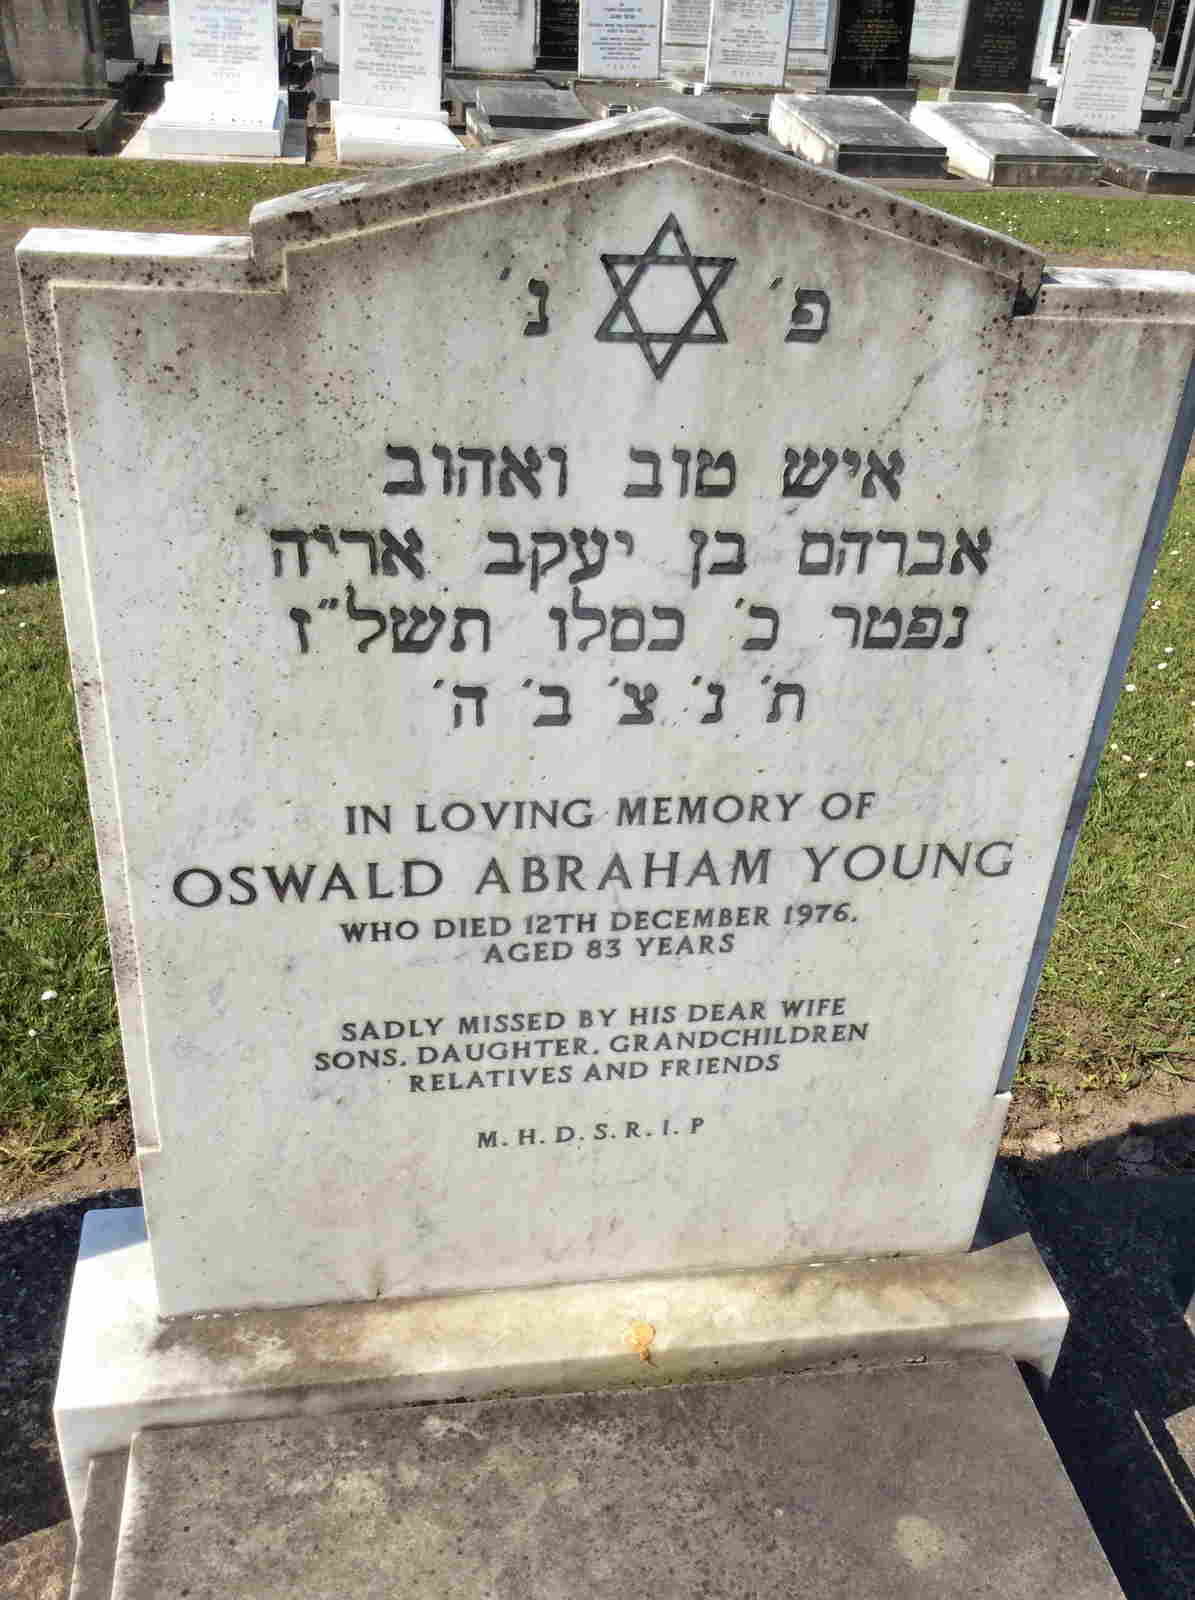 פ׳ נ׳
איש טוב ואהוב
אברהם בן יעקב אריה
נפטר כ׳ כסלו תשל״ז
ת׳ נ׳ צ׳ ב׳ ה׳
IN LOVING MEMORY OF
OSWALD ABRAHAM YOUNG
WHO DIED 12TH DECEMBER 1976.
AGED 83 YEARS
SADLY MISSED BY HIS DEAR WIFE
SONS. DAUGHTER. GRANDCHILDREN
RELATIVES AND FRIENDS
M. H. D. S. R. I. P